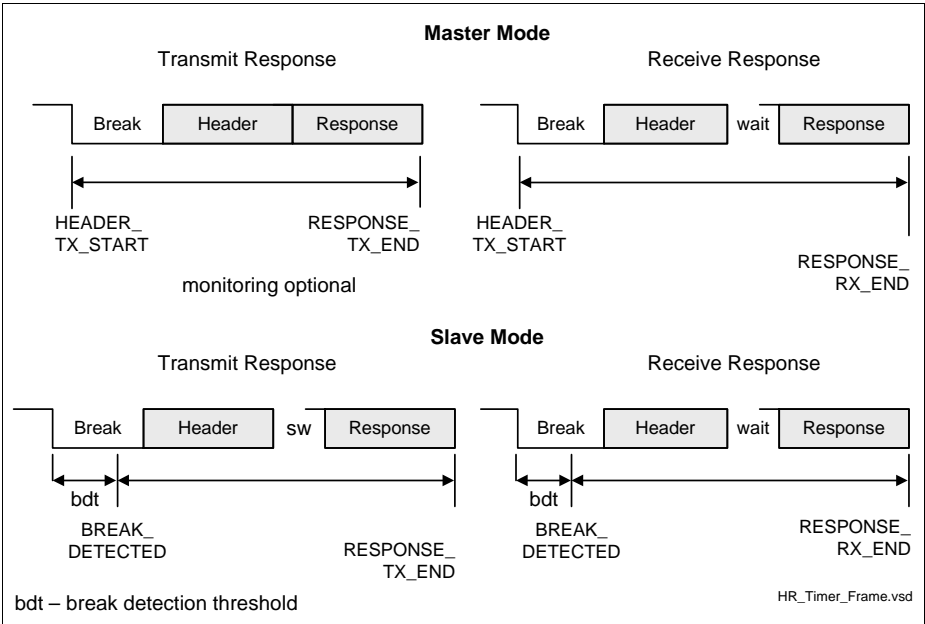 Master Mode
Transmit Response
Receive Response
Break
Header
Response
Break
Header
wait
Response
HEADER_
TX_START
RESPONSE_
TX_END
HEADER_
TX_START
RESPONSE_
RX_END
monitoring optional
Slave Mode
Transmit Response
Receive Response
Break
Header
sw
Response
Break
Header
wait
Response
bdt
BREAK_
DETECTED
RESPONSE_
TX_END
bdt
BREAK_
DETECTED
RESPONSE_
RX_END
bdt – break detection threshold
HR_Timer_Frame.vsd